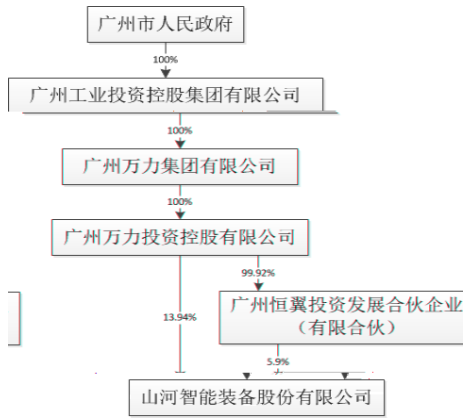 广州市人民政府
100%
广州工业投资控股集团有限公司
100%
广州万力集团有限公司
100%
广州万力投资控股有限公司
99.92%
13.94%
广州恒翼投资发展合伙企业
（有限合伙）
5.9%
山河智能装备股份有限公司